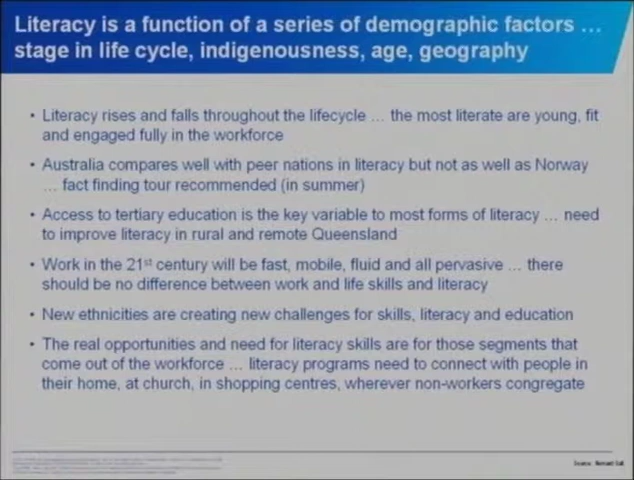 Literacy is a function of a series of demographic factors ...
stage in life cycle, indigenousness, age, geography
• Literacy rises and falls throughout the lifecycle ... the most literate are young, fit
and engaged fully in the workforce
• Australia compares well with peer nations in literacy but not as well as Norway
... fact finding tour recommended (in summer)
• Access to tertiary education is the key variable to most forms of literacy ... need
to improve literacy in rural and remote Queensland
• Work in the 21st century will be fast, mobile, fluid and all pervasive ... there
should be no difference between work and life skills and literacy
• New ethnicities are creating new challenges for skills, literacy and education
• The real opportunities and need for literacy skills are for those segments that
come out of the workforce ... literacy programs need to connect with people in
their home, at church, in shopping centres, wherever non-workers congregate
Source: